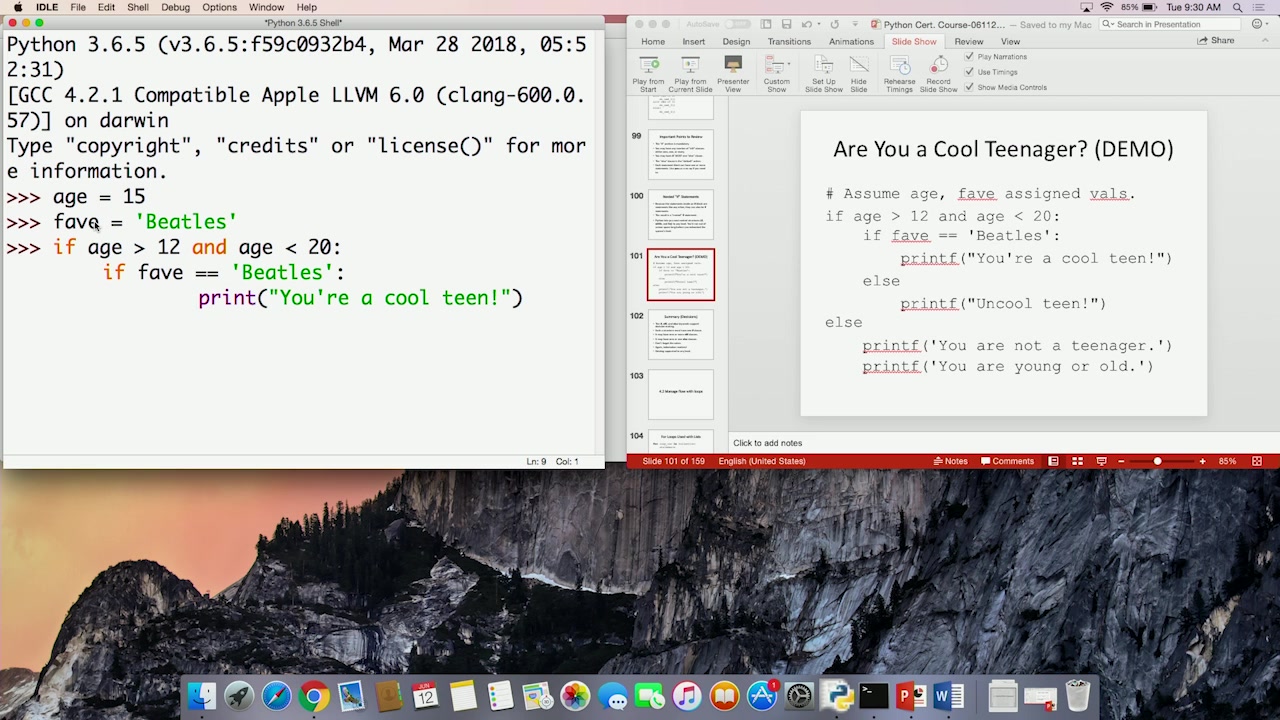 IDLE File Edit Shell Debug Options Window Help
85% Tue 9:30 AM
*Python 3.6.5 Shell*
Python 3.6.5 (v3.6.5:f59c0932b4, Mar 28 2018, 05:5
2:31)
[GCC 4.2.1 Compatible Apple LLVM 6.0 (clang-600.0.
57)] on darwin
Type "copyright", "credits" or "license()" for mor
e information.
>>> age = 15
>>> fave = 'Beatles'
>>> if age > 12 and age < 20:
if fave == 'Beatles':
print("You're a cool teen!")
Ln: 9 Col: 1
AutoSave
Python Cert. Course-06112... — Saved to my Mac
Search in Presentation
Home Insert Design Transitions Animations Slide Show Review View
Share
Play from Start
Play from Current Slide
Presenter View
Custom Show
Set Up Slide Show
Hide Slide
Rehearse Timings
Record Slide Show
Play Narrations
Use Timings
Show Media Controls
99
Important Points to Review
100
Nested "if" Statements
101
Are You a Cool Teenager? (DEMO)
102
Summary (Decisions)
103
4.2 Manage Flow with Loops
104
For Loops Used with Lists
Are You a Cool Teenager? (DEMO)
# Assume age, fave assigned vals.
if age > 12 and age < 20:
if fave == 'Beatles':
printf("You're a cool teen!")
else
printf("Uncool teen!")
else
printf('You are not a teenager.')
printf('You are young or old.')
Click to add notes
Slide 101 of 159 English (United States) Notes Comments 85%
JUN
12
1